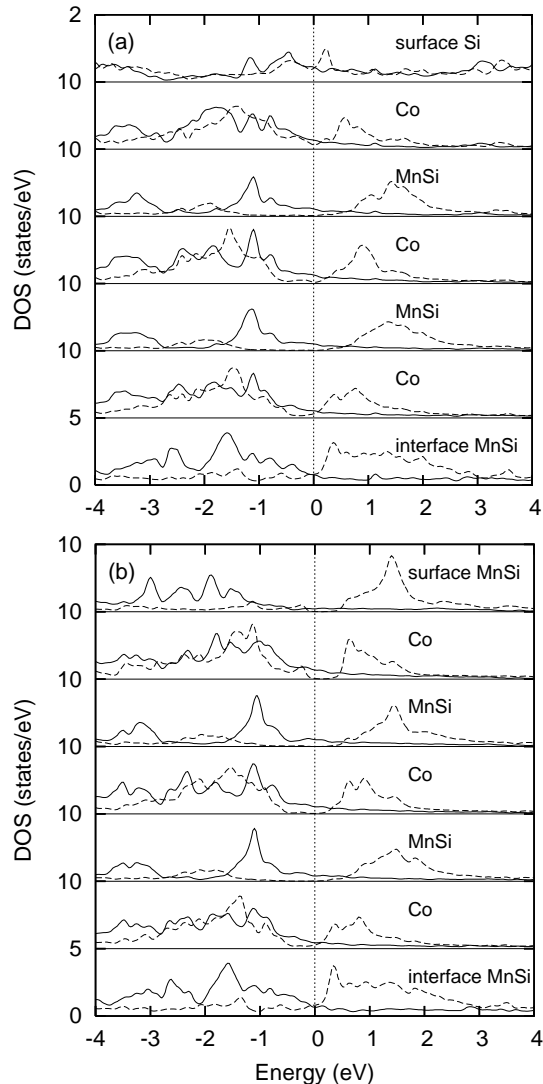 2
(a)
surface Si
10
Co
10
MnSi
10
Co
10
MnSi
10
Co
5
interface MnSi
0
-4 -3 -2 -1 0 1 2 3 4
DOS (states/eV)
10
(b)
surface MnSi
10
Co
10
MnSi
10
Co
10
MnSi
10
Co
5
interface MnSi
0
-4 -3 -2 -1 0 1 2 3 4
DOS (states/eV)
Energy (eV)